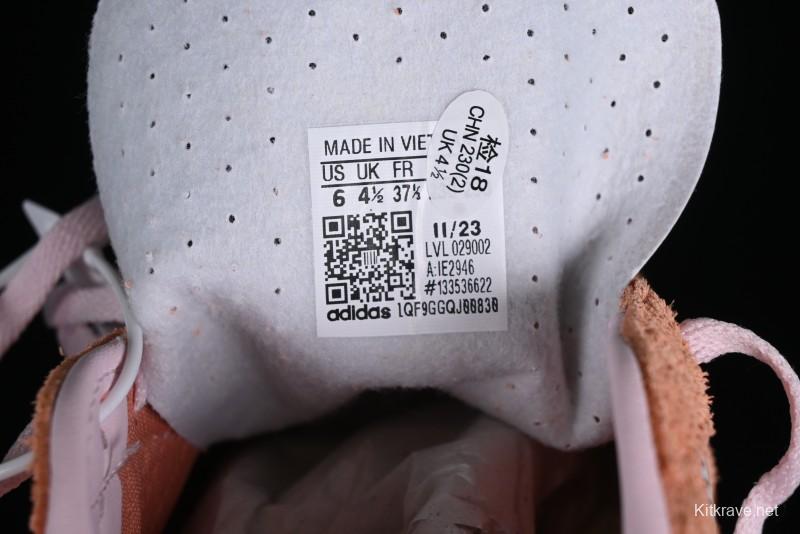 MADE IN VIET
US UK FR
6 4½ 37⅓
11/23
LVL 029002
A:IE2946
#133536622
adidas 1QF9GGQJ00830
检18
CHN 230(2)
UK 4½
Kitkrave.net